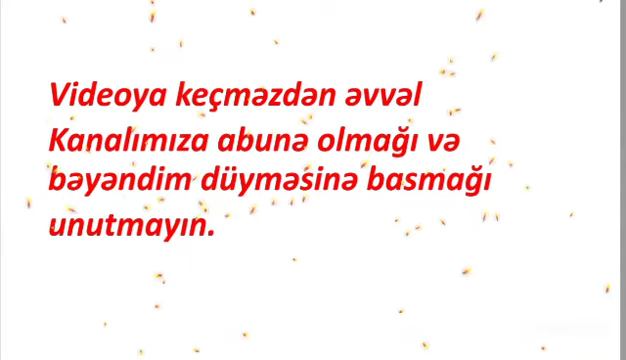 Videoya keçməzdən əvvəl
Kanalımıza abunə olmağı və
bəyəndim düyməsinə basmağı
unutmayın.